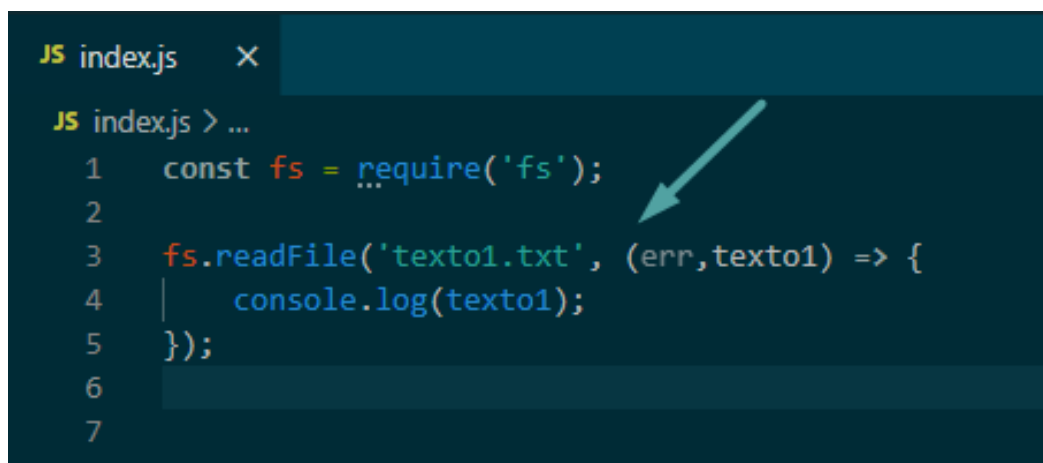 JS index.js ×
JS index.js > ...
1 const fs = require('fs');
2
3 fs.readFile('texto1.txt', (err,texto1) => {
4     console.log(texto1);
5 });
6
7